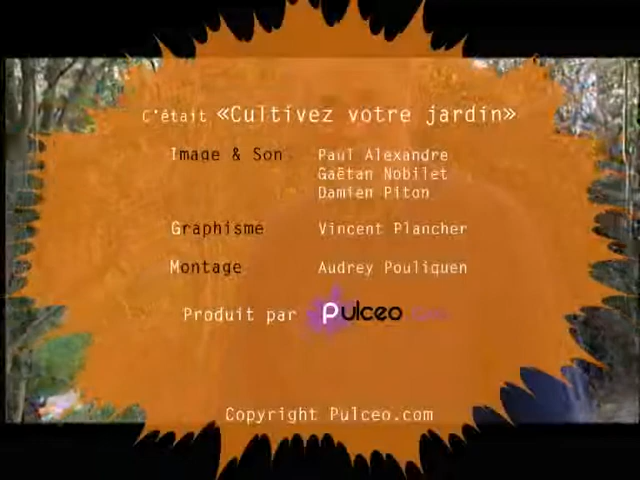 C'était «Cultivez votre jardin»
Image & Son Paul Alexandre
Gaëtan Nobilet
Damien Piton
Graphisme Vincent Plancher
Montage Audrey Pouliquen
Produit par Pulceo
Copyright Pulceo.com